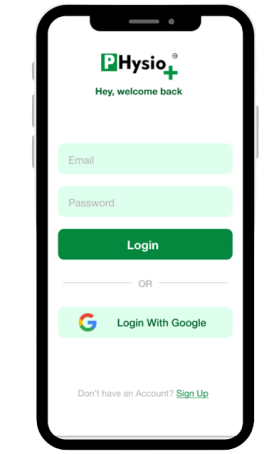 PHysio+
Hey, welcome back
Email
Password
Login
OR
Login With Google
Don't have an Account? Sign Up